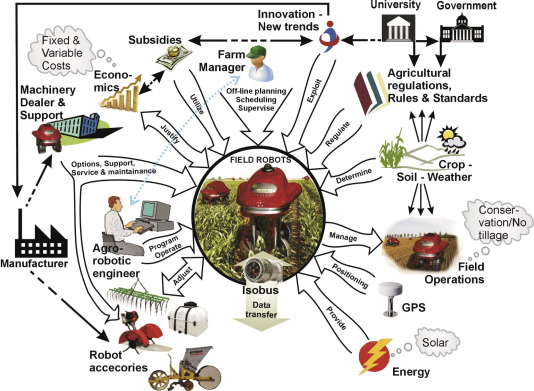 Innovation -
New trends
University
Government
Subsidies
Fixed &
Variable
Costs
Farm
Manager
Econo-
mics
Machinery
Dealer &
Support
Off-line planning
Scheduling
Supervise
Exploit
Agricultural
regulations,
Rules & Standards
Utilize
Justify
Regulate
FIELD ROBOTS
Options, Support,
Service & maintainance
Determine
Crop -
Soil - Weather
Conser-
vation/No
tillage
Manage
Program
Operate
Agro-
robotic
engineer
Manufacturer
Adjust
Isobus
Data
transfer
Positioning
Field
Operations
GPS
Provide
Solar
Energy
Robot
accecories